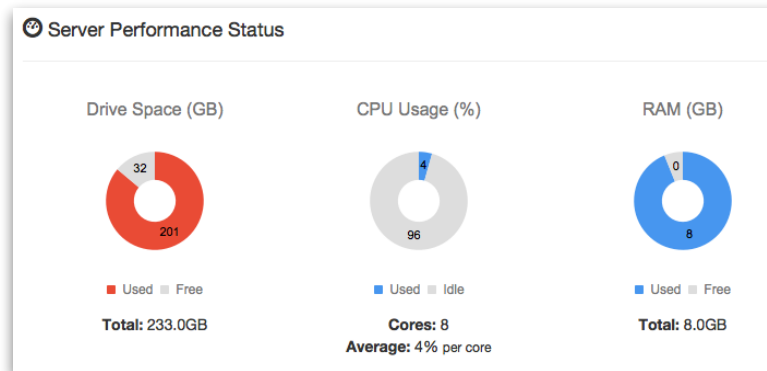 Server Performance Status
Drive Space (GB)
32
201
Used Free
Total: 233.0GB
CPU Usage (%)
4
96
Used Idle
Cores: 8
Average: 4% per core
RAM (GB)
0
8
Used Free
Total: 8.0GB